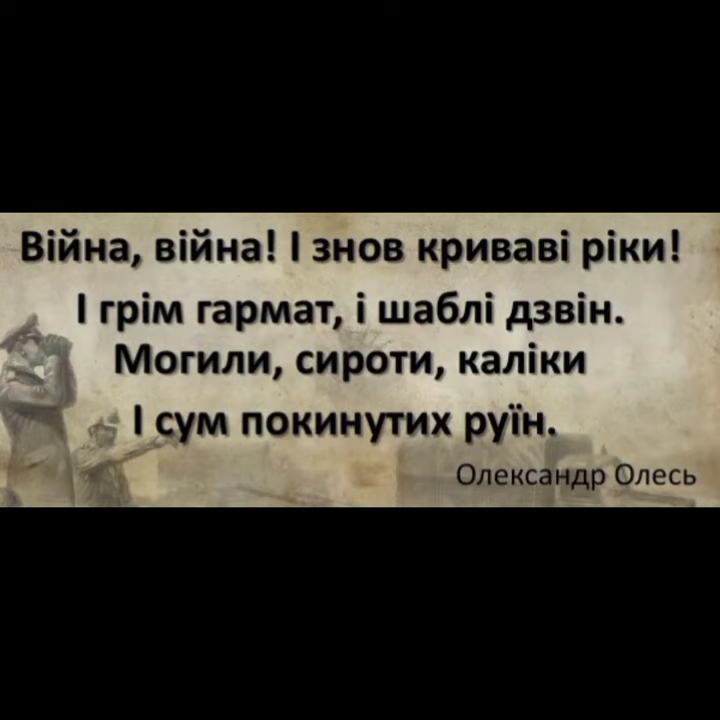 Війна, війна! І знов криваві ріки!
І грім гармат, і шаблі дзвін.
Могили, сироти, каліки
І сум покинутих руїн.
Олександр Олесь